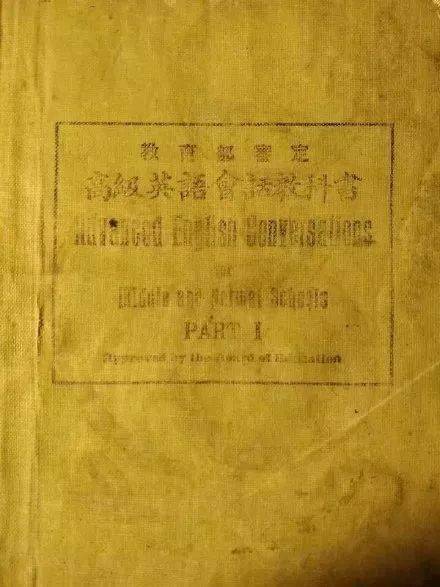 教育部審定
高級英語會話教科書
Advanced English Conversations
for
Middle and Normal Schools
PART I
Approved by the Board of Education